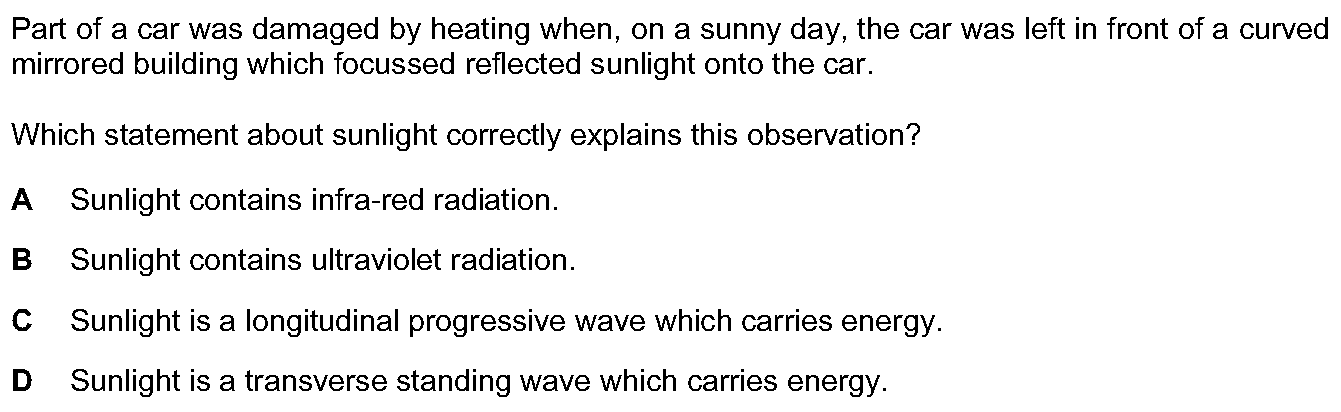 Part of a car was damaged by heating when, on a sunny day, the car was left in front of a curved
mirrored building which focussed reflected sunlight onto the car.
Which statement about sunlight correctly explains this observation?
A Sunlight contains infra-red radiation.
B Sunlight contains ultraviolet radiation.
C Sunlight is a longitudinal progressive wave which carries energy.
D Sunlight is a transverse standing wave which carries energy.